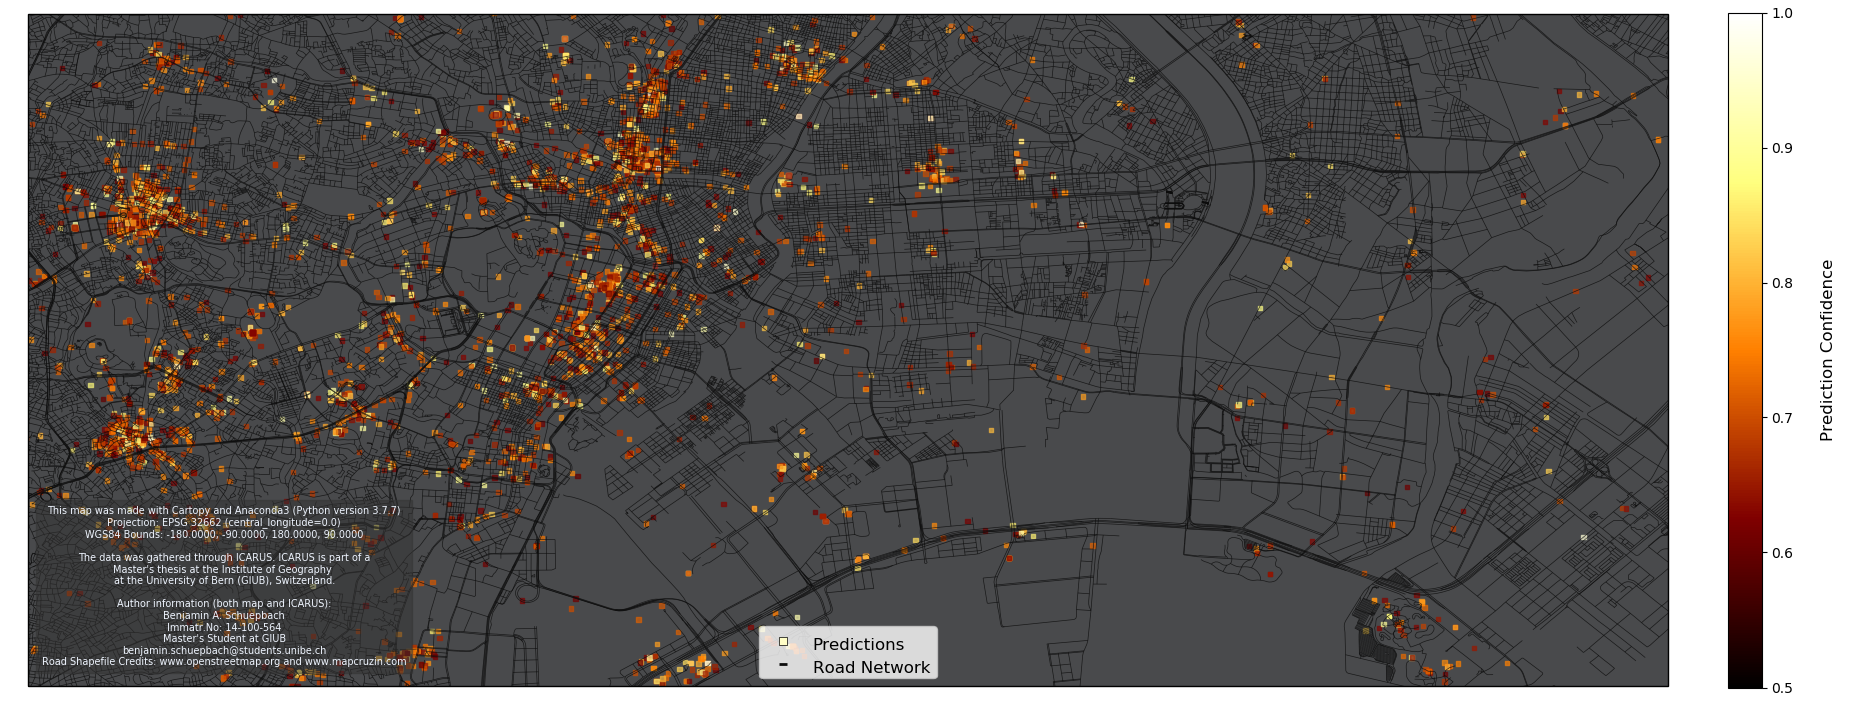 This map was made with Cartopy and Anaconda3 (Python version 3.7.7)
Projection: EPSG:32662 (central_longitude=0.0)
WGS84 Bounds: -180.0000, -90.0000, 180.0000, 90.0000
The data was gathered through ICARUS. ICARUS is part of a
Master's thesis at the Institute of Geography
at the University of Bern (GIUB), Switzerland.
Author information (both map and ICARUS):
Benjamin A. Schuepbach
Immatr.No: 14-100-564
Master's Student at GIUB
benjamin.schuepbach@students.unibe.ch
Road Shapefile Credits: www.openstreetmap.org and www.mapcruzin.com
Predictions
Road Network
1.0
0.9
0.8
0.7
0.6
0.5
Prediction Confidence